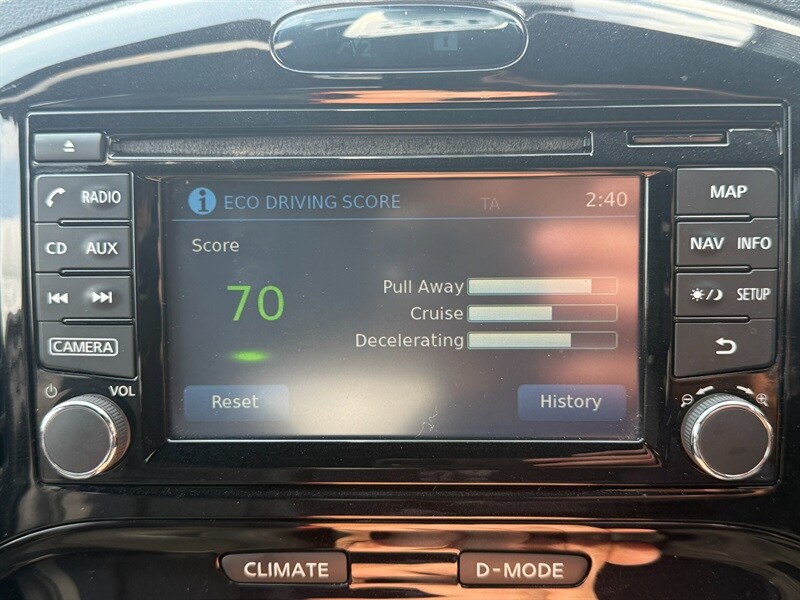 RADIO
CD AUX
CAMERA
VOL
ECO DRIVING SCORE TA 2:40
Score
70
Pull Away
Cruise
Decelerating
Reset History
MAP
NAV INFO
SETUP
CLIMATE D-MODE